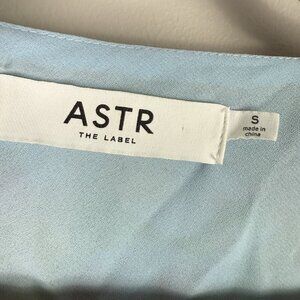 ASTR
THE LABEL
S
made in
china